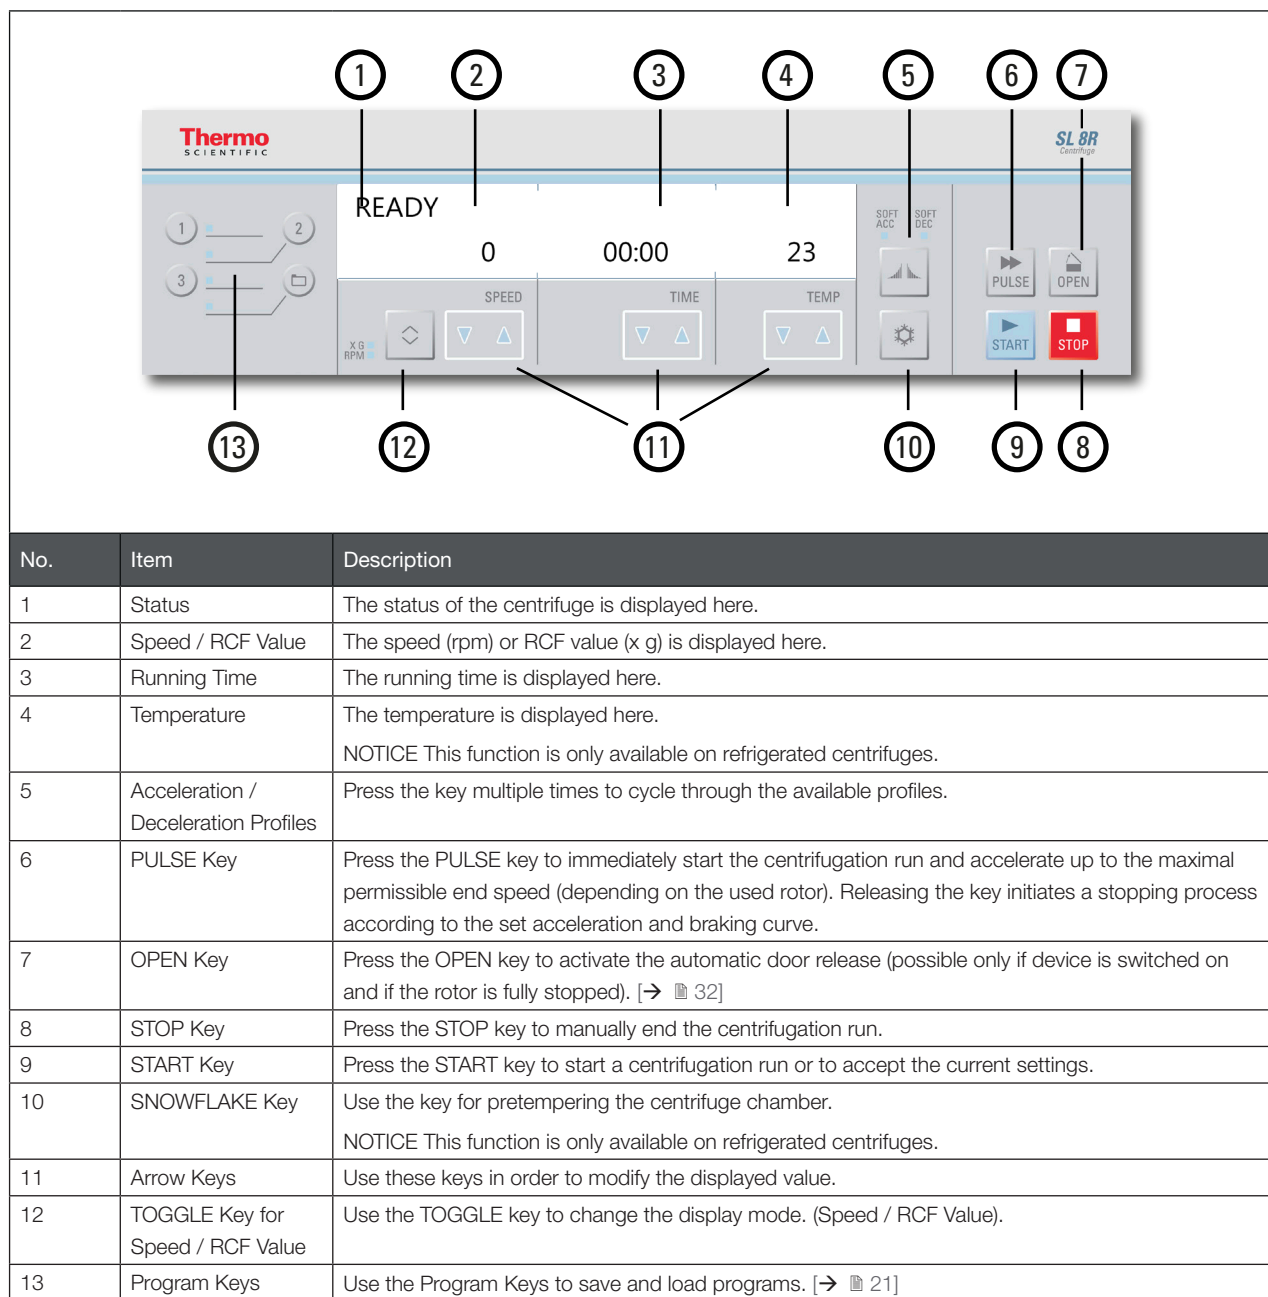 1 2 3 4 5 6 7
Thermo
SCIENTIFIC
SL 8R
Centrifuge
READY
0 00:00 23
1 2
3
SOFT ACC SOFT DEC
PULSE OPEN
SPEED TIME TEMP
X G
RPM
START STOP
13 12 11 10 9 8
No. Item Description
1 Status The status of the centrifuge is displayed here.
2 Speed / RCF Value The speed (rpm) or RCF value (x g) is displayed here.
3 Running Time The running time is displayed here.
4 Temperature The temperature is displayed here.
NOTICE This function is only available on refrigerated centrifuges.
5 Acceleration / Press the key multiple times to cycle through the available profiles.
Deceleration Profiles
6 PULSE Key Press the PULSE key to immediately start the centrifugation run and accelerate up to the maximal
permissible end speed (depending on the used rotor). Releasing the key initiates a stopping process
according to the set acceleration and braking curve.
7 OPEN Key Press the OPEN key to activate the automatic door release (possible only if device is switched on
and if the rotor is fully stopped). [→ 32]
8 STOP Key Press the STOP key to manually end the centrifugation run.
9 START Key Press the START key to start a centrifugation run or to accept the current settings.
10 SNOWFLAKE Key Use the key for pretempering the centrifuge chamber.
NOTICE This function is only available on refrigerated centrifuges.
11 Arrow Keys Use these keys in order to modify the displayed value.
12 TOGGLE Key for Use the TOGGLE key to change the display mode. (Speed / RCF Value).
Speed / RCF Value
13 Program Keys Use the Program Keys to save and load programs. [→ 21]